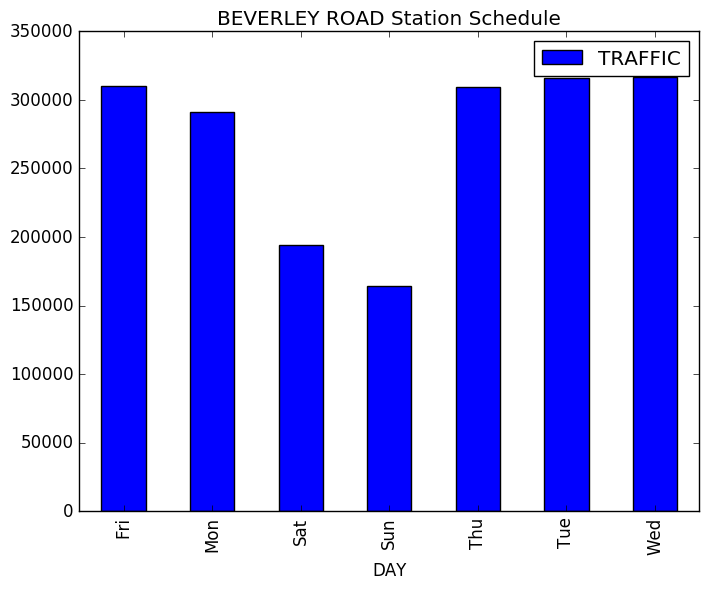 BEVERLEY ROAD Station Schedule
TRAFFIC
350000
300000
250000
200000
150000
100000
50000
0
Fri
Mon
Sat
Sun
Thu
Tue
Wed
DAY